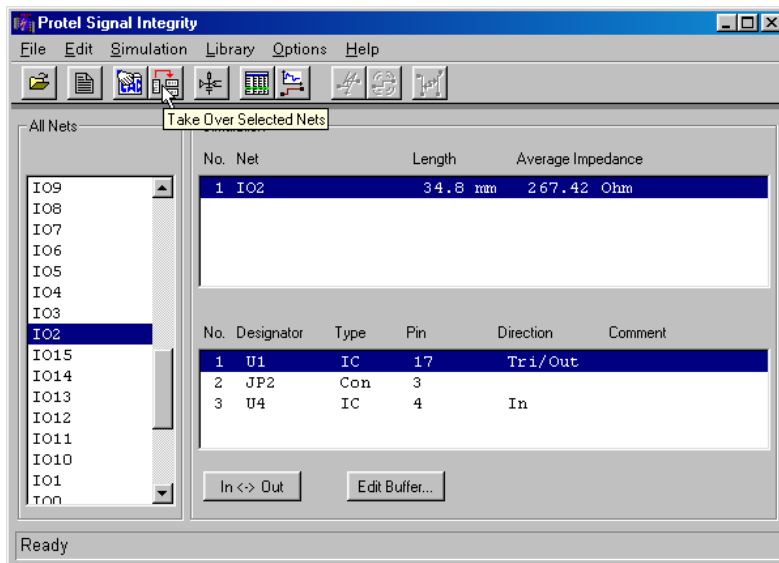 Protel Signal Integrity
File Edit Simulation Library Options Help
CAD
Take Over Selected Nets
All Nets
IO9
IO8
IO7
IO6
IO5
IO4
IO3
IO2
IO15
IO14
IO13
IO12
IO11
IO10
IO1
IO0
No. Net Length Average Impedance
1 IO2 34.8 mm 267.42 Ohm
No. Designator Type Pin Direction Comment
1 U1 IC 17 Tri/Out
2 JP2 Con 3
3 U4 IC 4 In
In <-> Out Edit Buffer...
Ready